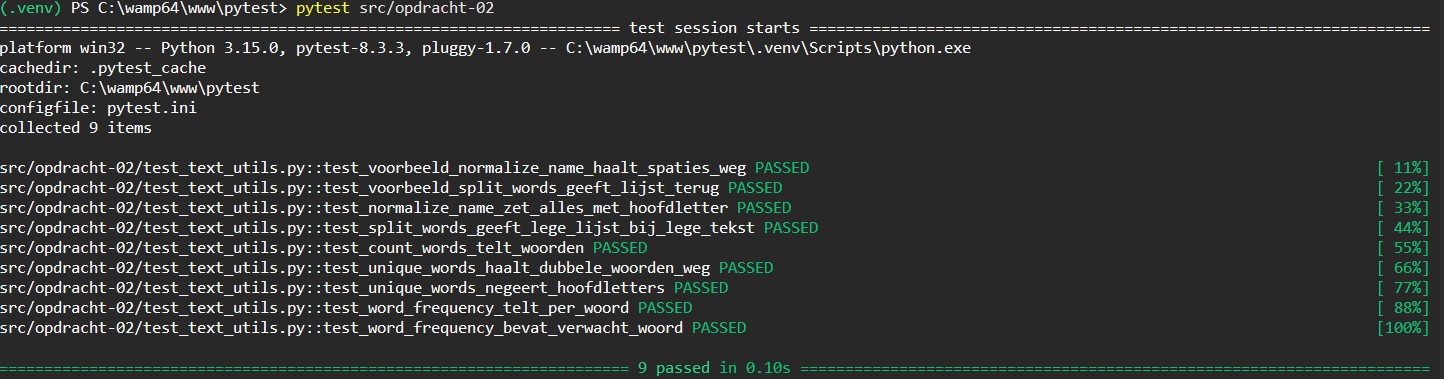 (.venv) PS C:\wamp64\www\pytest> pytest src/opdracht-02
===================================================================== test session starts =====================================================================
platform win32 -- Python 3.15.0, pytest-8.3.3, pluggy-1.7.0 -- C:\wamp64\www\pytest\.venv\Scripts\python.exe
cachedir: .pytest_cache
rootdir: C:\wamp64\www\pytest
configfile: pytest.ini
collected 9 items
src/opdracht-02/test_text_utils.py::test_voorbeeld_normalize_name_haalt_spaties_weg PASSED [ 11%]
src/opdracht-02/test_text_utils.py::test_voorbeeld_split_words_geeft_lijst_terug PASSED [ 22%]
src/opdracht-02/test_text_utils.py::test_normalize_name_zet_alles_met_hoofdletter PASSED [ 33%]
src/opdracht-02/test_text_utils.py::test_split_words_geeft_lege_lijst_bij_lege_tekst PASSED [ 44%]
src/opdracht-02/test_text_utils.py::test_count_words_telt_woorden PASSED [ 55%]
src/opdracht-02/test_text_utils.py::test_unique_words_haalt_dubbele_woorden_weg PASSED [ 66%]
src/opdracht-02/test_text_utils.py::test_unique_words_negeert_hoofdletters PASSED [ 77%]
src/opdracht-02/test_text_utils.py::test_word_frequency_telt_per_woord PASSED [ 88%]
src/opdracht-02/test_text_utils.py::test_word_frequency_bevat_verwacht_woord PASSED [100%]
====================================================================== 9 passed in 0.10s ======================================================================